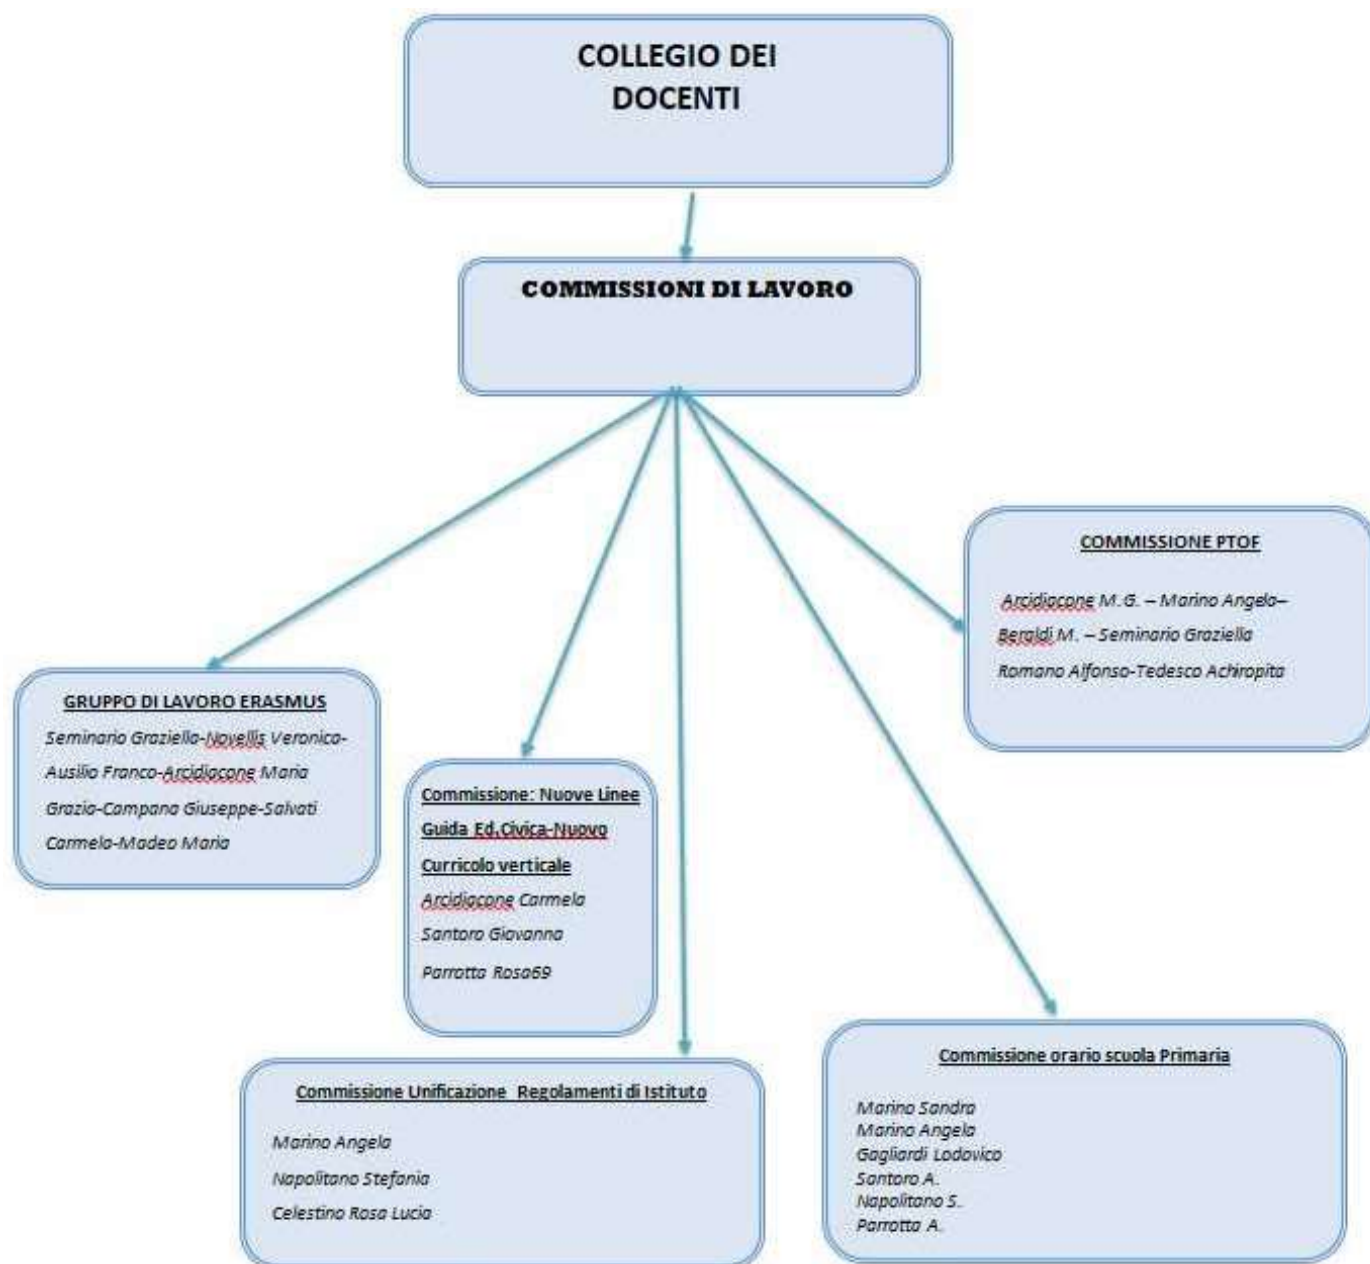 COLLEGIO DEI
DOCENTI
COMMISSIONI DI LAVORO
COMMISSIONE PTOF
Arcidiacone M.G. – Marino Angela–
Beraldi M. – Seminario Graziella
Romano Alfonso-Tedesco Achiropita
GRUPPO DI LAVORO ERASMUS
Seminario Graziella-Novellis Veronica-
Ausilio Franco-Arcidiacone Maria
Grazia-Campana Giuseppe-Salvati
Carmela-Madeo Maria
Commissione: Nuove Linee
Guida Ed.Civica-Nuovo
Curricolo verticale
Arcidiacone Carmela
Santoro Giovanna
Parrotta Rosa69
Commissione Unificazione Regolamenti di Istituto
Marino Angela
Napolitano Stefania
Celestino Rosa Lucia
Commissione orario scuola Primaria
Marino Sandra
Marino Angela
Gagliardi Lodovico
Santoro A.
Napolitano S.
Parrotta A.